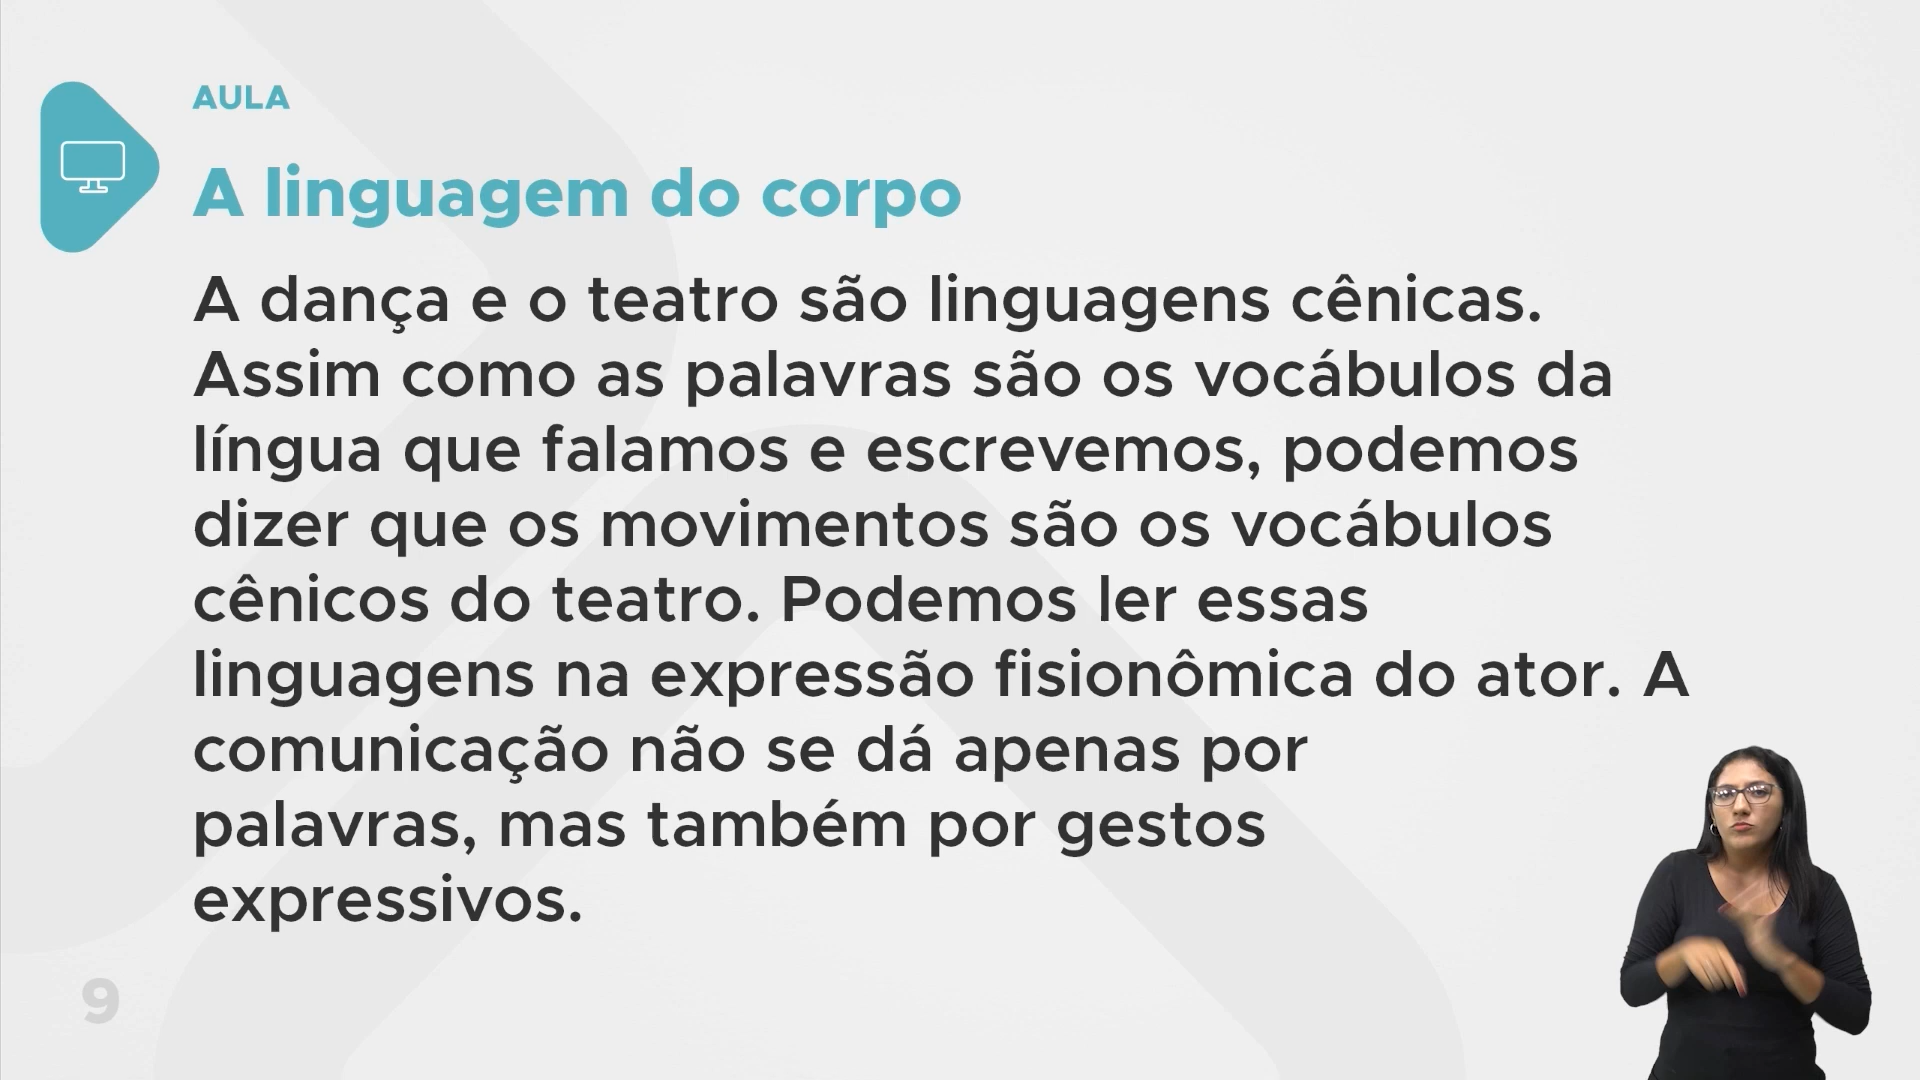 AULA
A linguagem do corpo
A dança e o teatro são linguagens cênicas.
Assim como as palavras são os vocábulos da
língua que falamos e escrevemos, podemos
dizer que os movimentos são os vocábulos
cênicos do teatro. Podemos ler essas
linguagens na expressão fisionômica do ator. A
comunicação não se dá apenas por
palavras, mas também por gestos
expressivos.
9